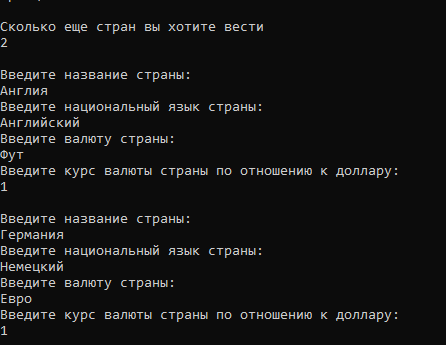 Сколько еще стран вы хотите вести
2
Введите название страны:
Англия
Введите национальный язык страны:
Английский
Введите валюту страны:
Фут
Введите курс валюты страны по отношению к доллару:
1
Введите название страны:
Германия
Введите национальный язык страны:
Немецкий
Введите валюту страны:
Евро
Введите курс валюты страны по отношению к доллару:
1